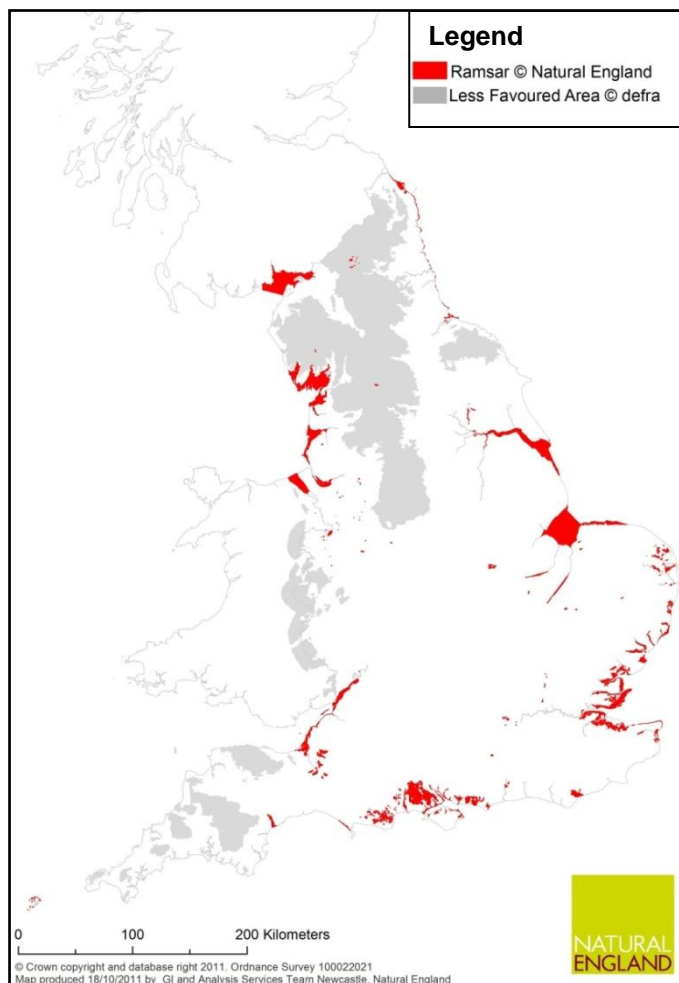 Legend
Ramsar © Natural England
Less Favoured Area © defra
0 100 200 Kilometers
© Crown copyright and database right 2011. Ordnance Survey 100022021
Map produced 18/10/2011 by GI and Analysis Services Team Newcastle, Natural England
NATURAL
ENGLAND